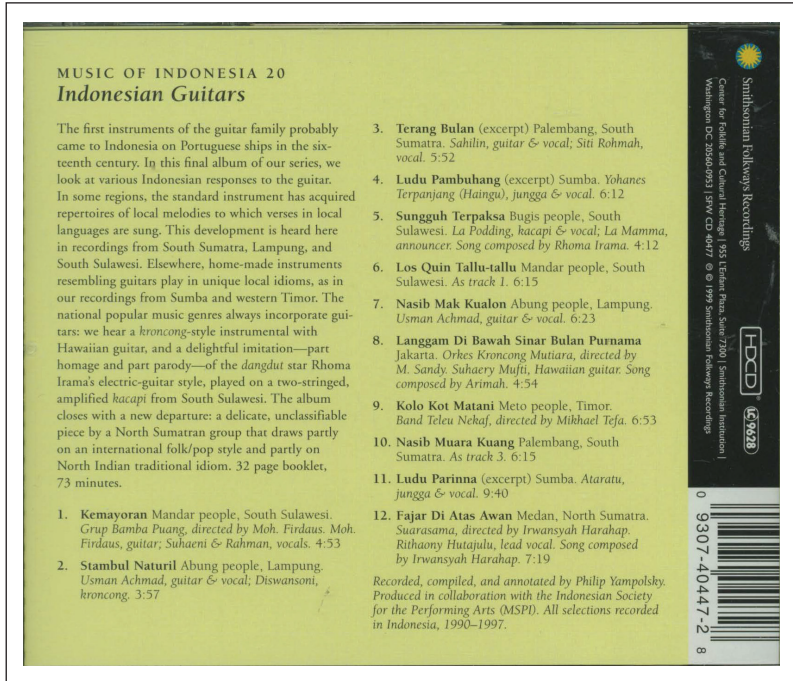 MUSIC OF INDONESIA 20
Indonesian Guitars
The first instruments of the guitar family probably
came to Indonesia on Portuguese ships in the six-
teenth century. In this final album of our series, we
look at various Indonesian responses to the guitar.
In some regions, the standard instrument has acquired
repertoires of local melodies to which verses in local
languages are sung. This development is heard here
in recordings from South Sumatra, Lampung, and
South Sulawesi. Elsewhere, home-made instruments
resembling guitars play in unique local idioms, as in
our recordings from Sumba and western Timor. The
national popular music genres always incorporate gui-
tars: we hear a kroncong-style instrumental with
Hawaiian guitar, and a delightful imitation—part
homage and part parody—of the dangdut star Rhoma
Irama's electric-guitar style, played on a two-stringed,
amplified kacapi from South Sulawesi. The album
closes with a new departure: a delicate, unclassifiable
piece by a North Sumatran group that draws partly
on an international folk/pop style and partly on
North Indian traditional idiom. 32 page booklet,
73 minutes.
1. Kemayoran Mandar people, South Sulawesi.
Grup Bamba Puang, directed by Moh. Firdaus. Moh.
Firdaus, guitar; Suhaeni & Rahman, vocals. 4:53
2. Stambul Naturil Abung people, Lampung.
Usman Achmad, guitar & vocal; Diswansoni,
kroncong. 3:57
3. Terang Bulan (excerpt) Palembang, South
Sumatra. Sahilin, guitar & vocal; Siti Rohmah,
vocal. 5:52
4. Ludu Pambuhang (excerpt) Sumba. Yohanes
Terpanjang (Haingu), jungga & vocal. 6:12
5. Sungguh Terpaksa Bugis people, South
Sulawesi. La Podding, kacapi & vocal; La Mamma,
announcer. Song composed by Rhoma Irama. 4:12
6. Los Quin Tallu-tallu Mandar people, South
Sulawesi. As track 1. 6:15
7. Nasib Mak Kualon Abung people, Lampung.
Usman Achmad, guitar & vocal. 6:23
8. Langgam Di Bawah Sinar Bulan Purnama
Jakarta. Orkes Kroncong Mutiara, directed by
M. Sandy. Suhaery Mufti, Hawaiian guitar. Song
composed by Arimah. 4:54
9. Kolo Kot Matani Meto people, Timor.
Band Teleu Nekaf, directed by Mikhael Tefa. 6:53
10. Nasib Muara Kuang Palembang, South
Sumatra. As track 3. 6:15
11. Ludu Parinna (excerpt) Sumba. Ataratu,
jungga & vocal. 9:40
12. Fajar Di Atas Awan Medan, North Sumatra.
Suarasama, directed by Irwansyah Harahap.
Rithaony Hutajulu, lead vocal. Song composed
by Irwansyah Harahap. 7:19
Recorded, compiled, and annotated by Philip Yampolsky.
Produced in collaboration with the Indonesian Society
for the Performing Arts (MSPI). All selections recorded
in Indonesia, 1990–1997.
Smithsonian Folkways Recordings
Center for Folklife and Cultural Heritage | 955 L'Enfant Plaza, Suite 7300 | Smithsonian Institution |
Washington DC 20560-0953 | SFW CD 40477 ℗ © 1999 Smithsonian Folkways Recordings
HDCD
LC 9628
0 9307-40447-2 8